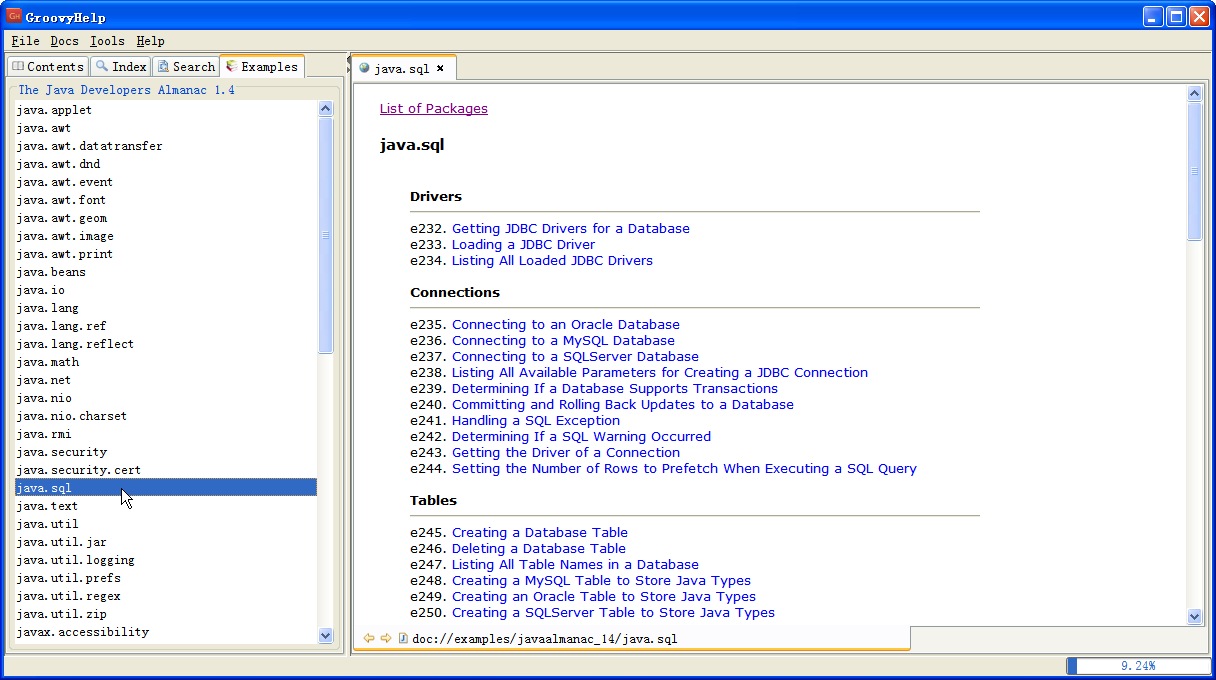 GroovyHelp
File Docs Tools Help
Contents Index Search Examples
The Java Developers Almanac 1.4
java.applet
java.awt
java.awt.datatransfer
java.awt.dnd
java.awt.event
java.awt.font
java.awt.geom
java.awt.image
java.awt.print
java.beans
java.io
java.lang
java.lang.ref
java.lang.reflect
java.math
java.net
java.nio
java.nio.charset
java.rmi
java.security
java.security.cert
java.sql
java.text
java.util
java.util.jar
java.util.logging
java.util.prefs
java.util.regex
java.util.zip
javax.accessibility
java.sql
List of Packages
java.sql
Drivers
e232. Getting JDBC Drivers for a Database
e233. Loading a JDBC Driver
e234. Listing All Loaded JDBC Drivers
Connections
e235. Connecting to an Oracle Database
e236. Connecting to a MySQL Database
e237. Connecting to a SQLServer Database
e238. Listing All Available Parameters for Creating a JDBC Connection
e239. Determining If a Database Supports Transactions
e240. Committing and Rolling Back Updates to a Database
e241. Handling a SQL Exception
e242. Determining If a SQL Warning Occurred
e243. Getting the Driver of a Connection
e244. Setting the Number of Rows to Prefetch When Executing a SQL Query
Tables
e245. Creating a Database Table
e246. Deleting a Database Table
e247. Listing All Table Names in a Database
e248. Creating a MySQL Table to Store Java Types
e249. Creating an Oracle Table to Store Java Types
e250. Creating a SQLServer Table to Store Java Types
doc://examples/javaalmanac_14/java.sql
9.24%